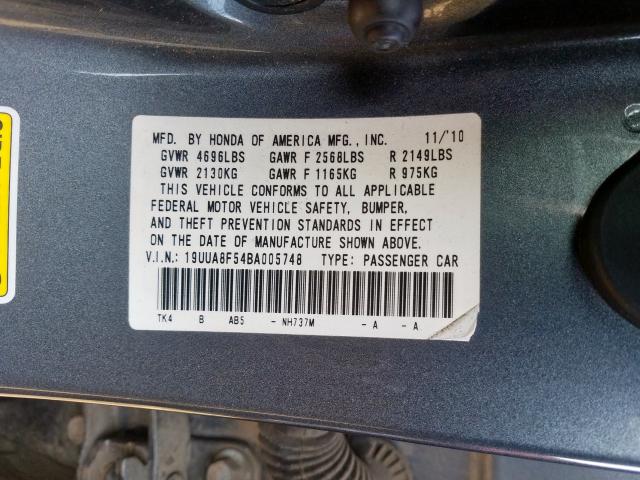 MFD. BY HONDA OF AMERICA MFG., INC. 11/'10
GVWR 4696LBS GAWR F 2568LBS R 2149LBS
GVWR 2130KG GAWR F 1165KG R 975KG
THIS VEHICLE CONFORMS TO ALL APPLICABLE
FEDERAL MOTOR VEHICLE SAFETY, BUMPER,
AND THEFT PREVENTION STANDARDS IN EFFECT
ON THE DATE OF MANUFACTURE SHOWN ABOVE.
V.I.N.: 19UUA8F54BA005748 TYPE: PASSENGER CAR
TK4 B AB5 - NH737M - A - A